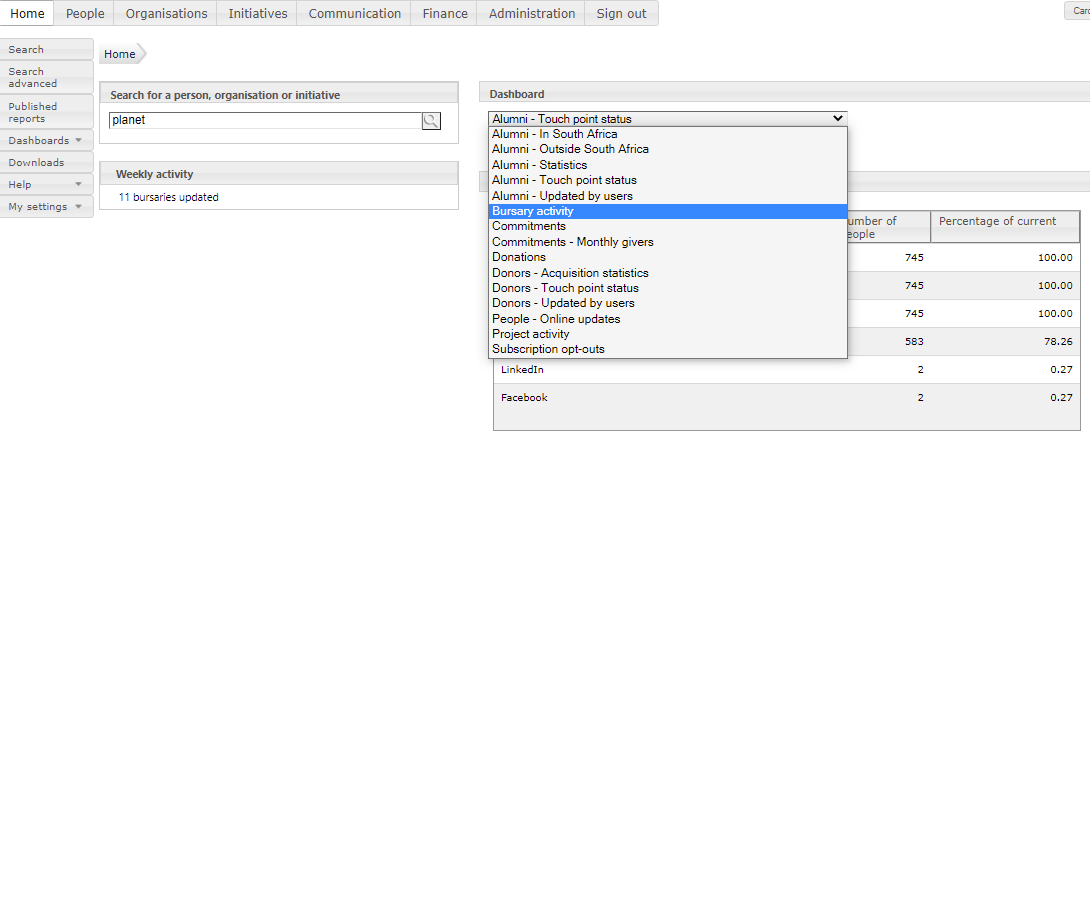 Home People Organisations Initiatives Communication Finance Administration Sign out
Search
Search
advanced
Published
reports
Dashboards
Downloads
Help
My settings
Home
Search for a person, organisation or initiative
planet
Weekly activity
11 bursaries updated
Dashboard
Alumni - Touch point status
Alumni - In South Africa
Alumni - Outside South Africa
Alumni - Statistics
Alumni - Touch point status
Alumni - Updated by users
Bursary activity
Commitments
Commitments - Monthly givers
Donations
Donors - Acquisition statistics
Donors - Touch point status
Donors - Updated by users
People - Online updates
Project activity
Subscription opt-outs
of Percentage of current
745 100.00
745 100.00
745 100.00
583 78.26
LinkedIn 2 0.27
Facebook 2 0.27